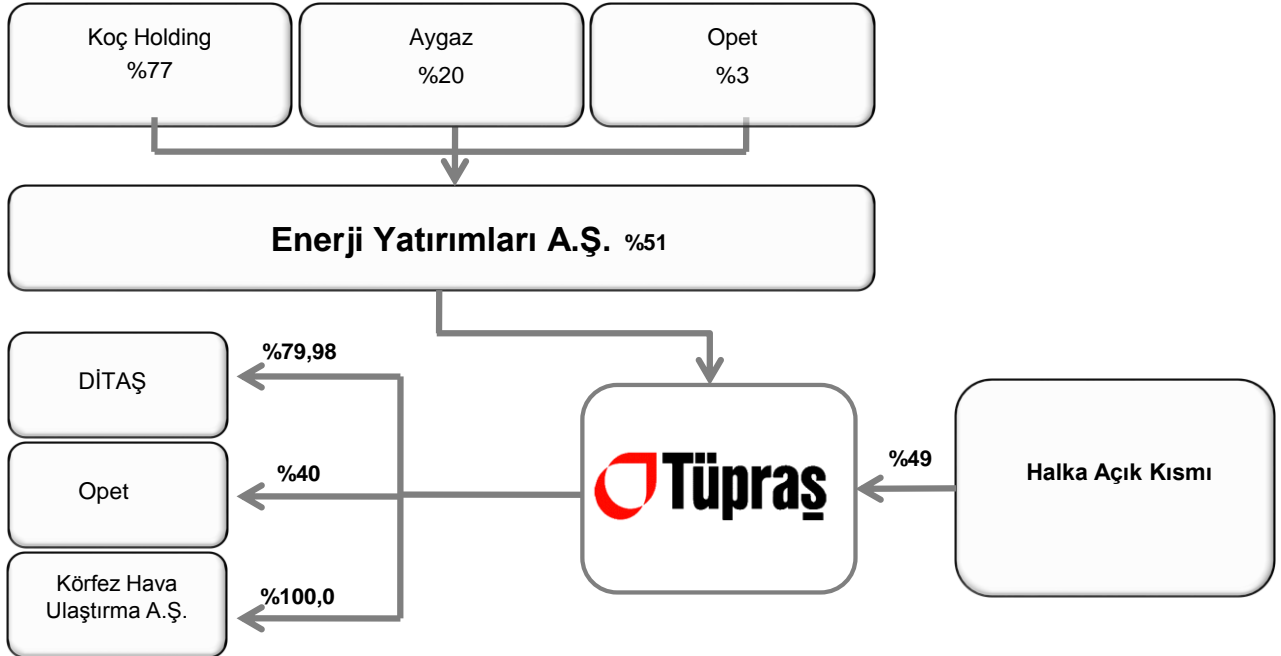 Koç Holding
%77
Aygaz
%20
Opet
%3
Enerji Yatırımları A.Ş. %51
DİTAŞ
%79,98
Opet
%40
Körfez Hava
Ulaştırma A.Ş.
%100,0
Tüpraş
%49
Halka Açık Kısmı